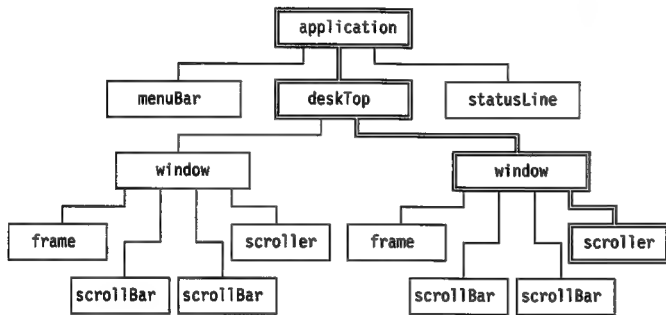 application
menuBar
deskTop
statusLine
window
window
frame
scroller
frame
scroller
scrollBar
scrollBar
scrollBar
scrollBar